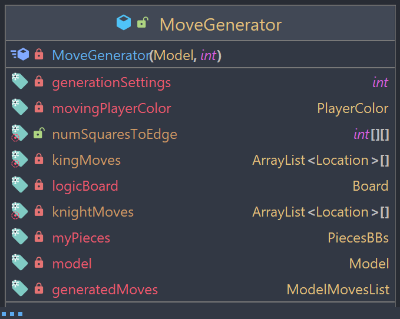 MoveGenerator
MoveGenerator(Model, int)
generationSettings int
movingPlayerColor PlayerColor
numSquaresToEdge int[][]
kingMoves ArrayList<Location>[]
logicBoard Board
knightMoves ArrayList<Location>[]
myPieces PiecesBBs
model Model
generatedMoves ModelMovesList